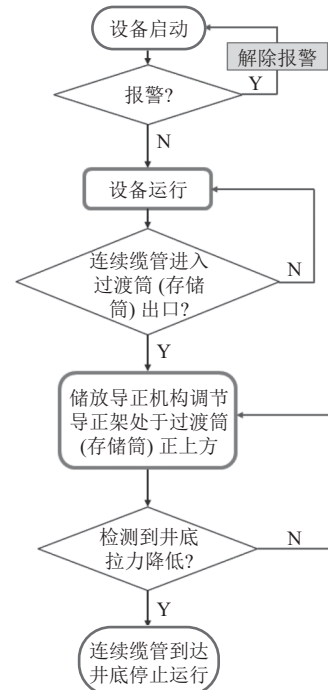 设备启动
解除报警
报警?
Y
N
设备运行
连续缆管进入
过渡筒 (存储
筒) 出口?
N
Y
储放导正机构调节
导正架处于过渡筒
(存储筒) 正上方
检测到井底
拉力降低?
N
Y
连续缆管到达
井底停止运行